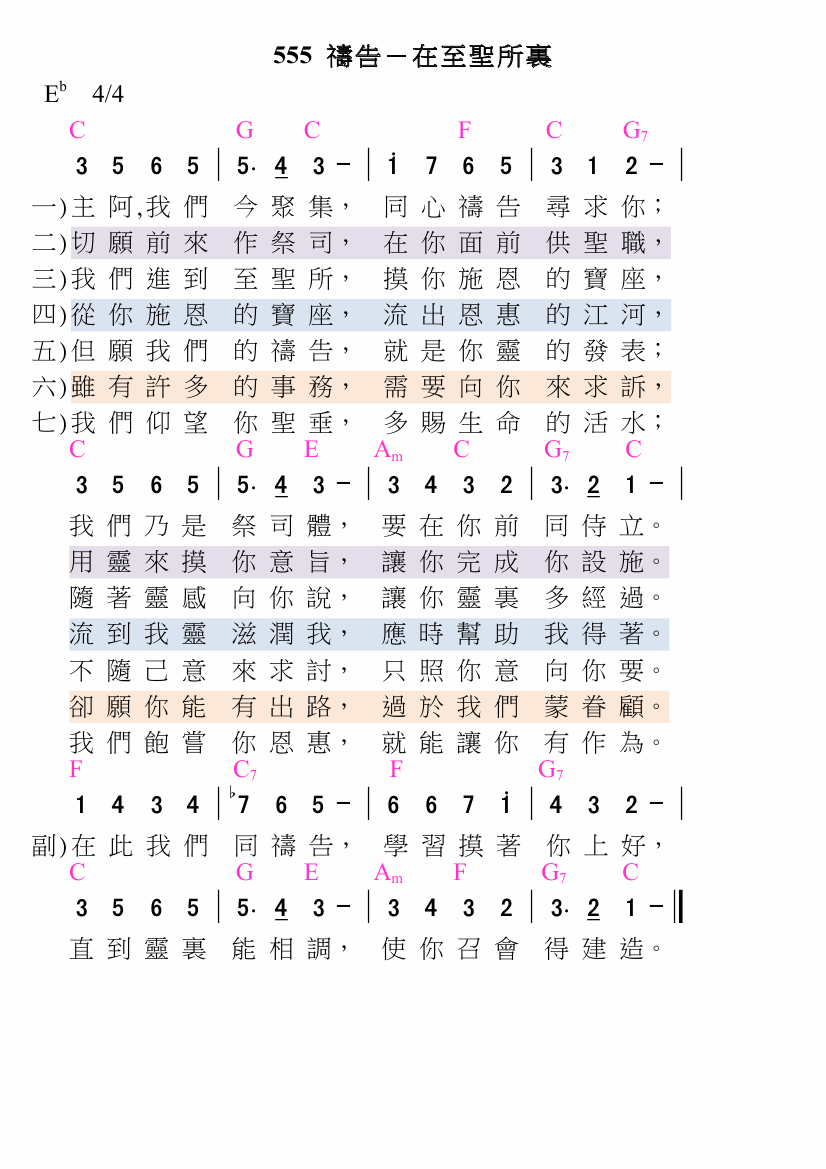 555 禱告－在至聖所裏
E♭ 4/4
C G C F C G7
3 5 6 5 | 5. 4 3 － | i 7 6 5 | 3 1 2 － |
一)主阿,我們 今聚集， 同心禱告 尋求你；
二)切願前來 作祭司， 在你面前 供聖職，
三)我們進到 至聖所， 摸你施恩 的寶座，
四)從你施恩 的寶座， 流出恩惠 的江河，
五)但願我們 的禱告， 就是你靈 的發表；
六)雖有許多 的事務， 需要向你 來求訴，
七)我們仰望 你聖垂， 多賜生命 的活水；
C G E Am C G7 C
3 5 6 5 | 5. 4 3 － | 3 4 3 2 | 3. 2 1 － |
我們乃是 祭司體， 要在你前 同侍立。
用靈來摸 你意旨， 讓你完成 你設施。
隨著靈感 向你說， 讓你靈裏 多經過。
流到我靈 滋潤我， 應時幫助 我得著。
不隨己意 來求討， 只照你意 向你要。
卻願你能 有出路， 過於我們 蒙眷顧。
我們飽嘗 你恩惠， 就能讓你 有作為。
F C7 F G7
1 4 3 4 | ♭7 6 5 － | 6 6 7 i | 4 3 2 － |
副)在此我們 同禱告， 學習摸著 你上好，
C G E Am F G7 C
3 5 6 5 | 5. 4 3 － | 3 4 3 2 | 3. 2 1 － ‖
直到靈裏 能相調， 使你召會 得建造。